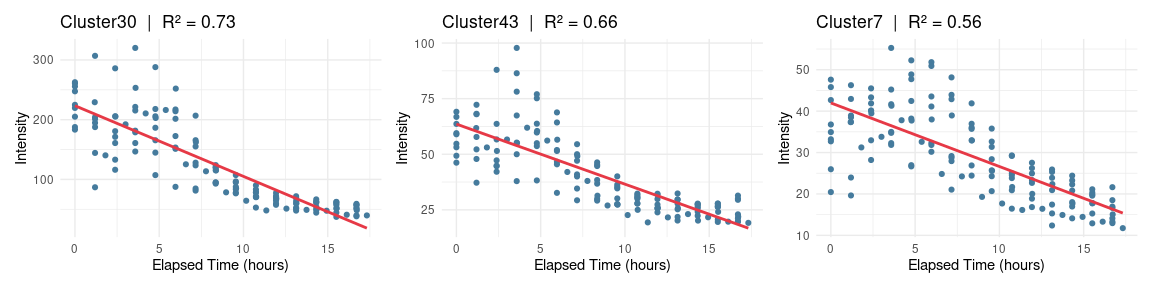 Cluster30 | R² = 0.73
300
200
100
0
5
10
15
Intensity
Elapsed Time (hours)
Cluster43 | R² = 0.66
100
75
50
25
0
5
10
15
Intensity
Elapsed Time (hours)
Cluster7 | R² = 0.56
50
40
30
20
10
0
5
10
15
Intensity
Elapsed Time (hours)